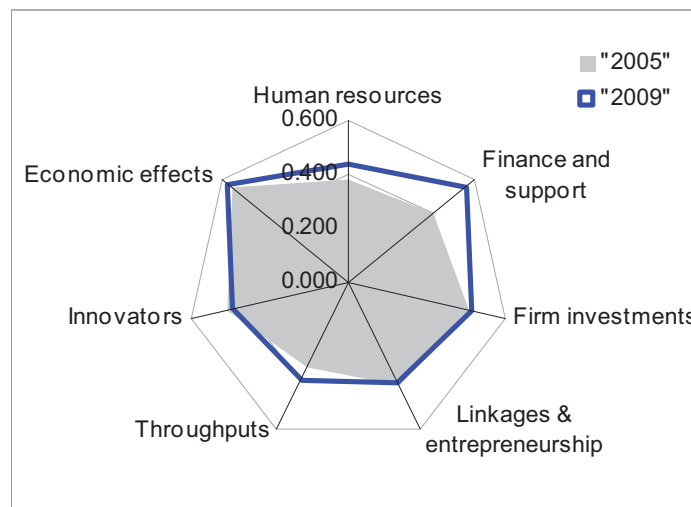 "2005"
"2009"
Human resources
0.600
Finance and
support
Economic effects
0.400
0.200
0.000
Innovators
Firm investments
Throughputs
Linkages &
entrepreneurship